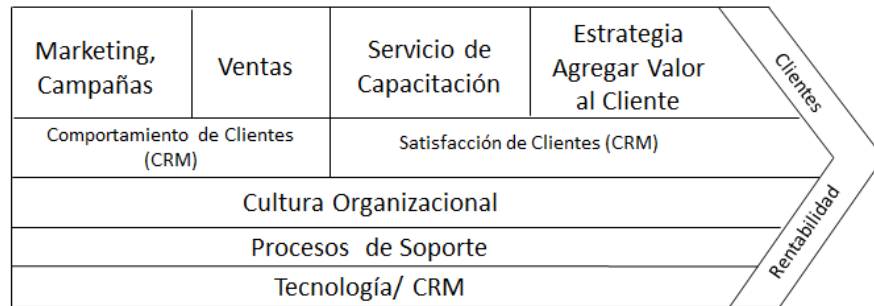 Marketing,
Campañas
Ventas
Servicio de
Capacitación
Estrategia
Agregar Valor
al Cliente
Clientes
Comportamiento de Clientes
(CRM)
Satisfacción de Clientes (CRM)
Cultura Organizacional
Procesos de Soporte
Tecnología/ CRM
Rentabilidad